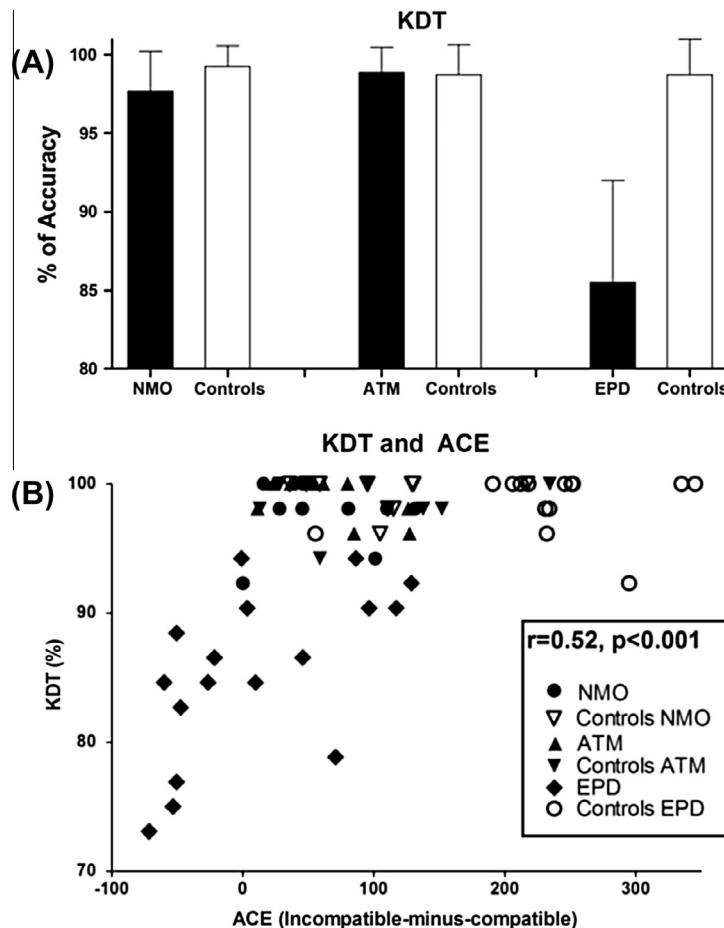 KDT
(A)
% of Accuracy
100
95
90
85
80
NMO Controls ATM Controls EPD Controls
KDT and ACE
(B)
KDT (%)
100
90
80
70
r=0.52, p<0.001
NMO
Controls NMO
ATM
Controls ATM
EPD
Controls EPD
-100 0 100 200 300
ACE (Incompatible-minus-compatible)